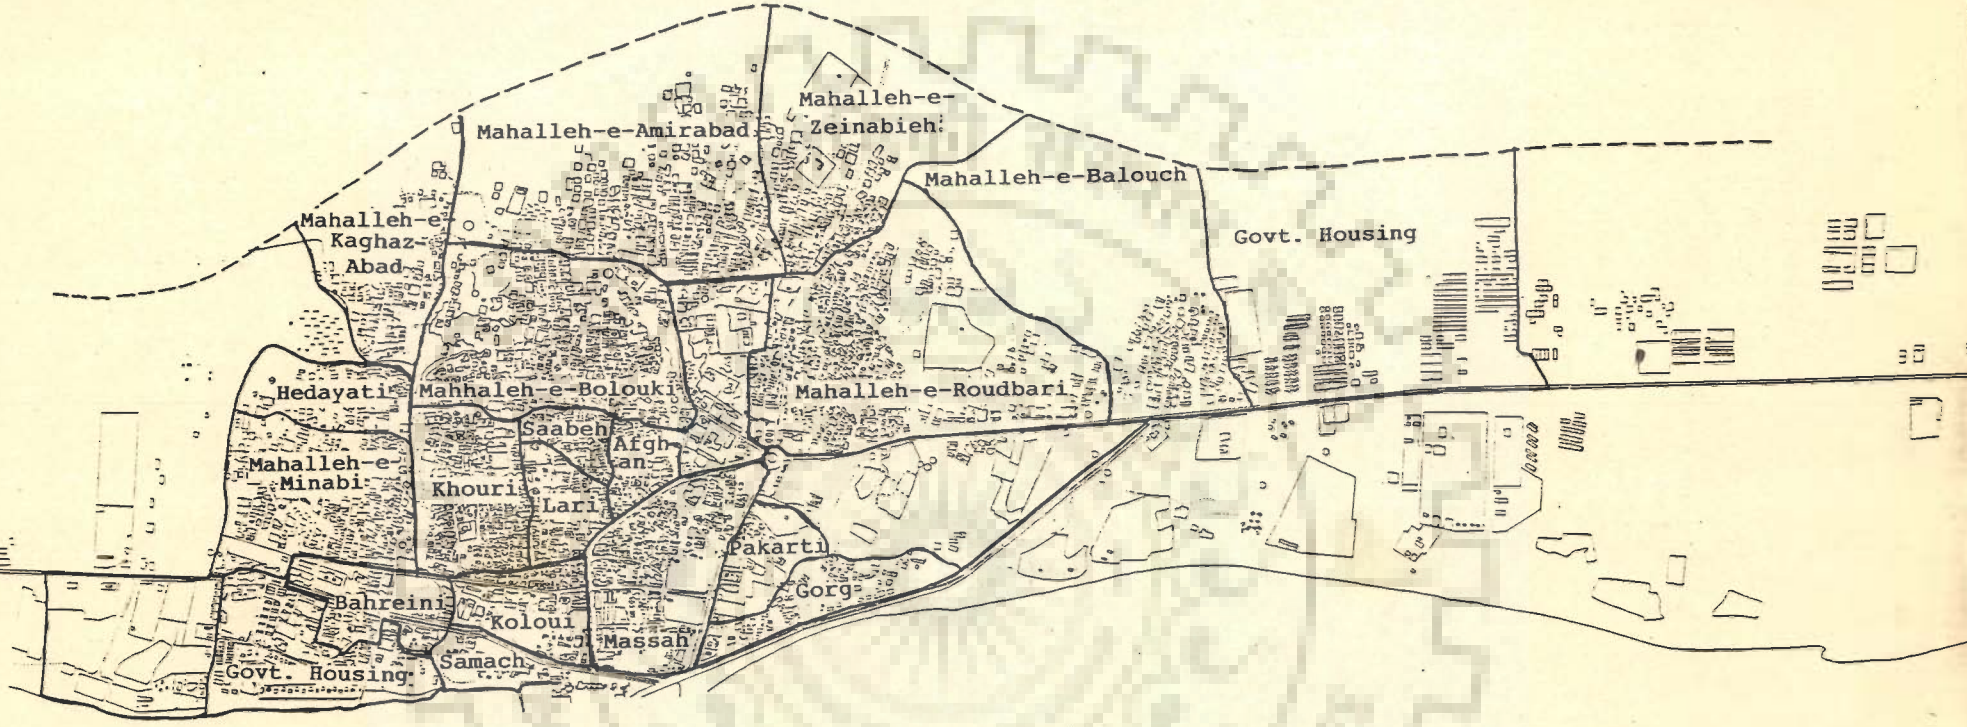 Mahalleh-e-
Zeinabieh
Mahalleh-e-Amirabad
Mahalleh-e-Balouch
Mahalleh-e-
Kaghaz-
Abad
Govt. Housing
Hedayati
Mahhaleh-e-Bolouki
Mahalleh-e-Roudbari
Saabeh
Afgh-
an
Mahalleh-e-
Minabi
Khouri
Lari
Pakarti
Gorg
Bahreini
Koloui
Massah
Samach
Govt. Housing